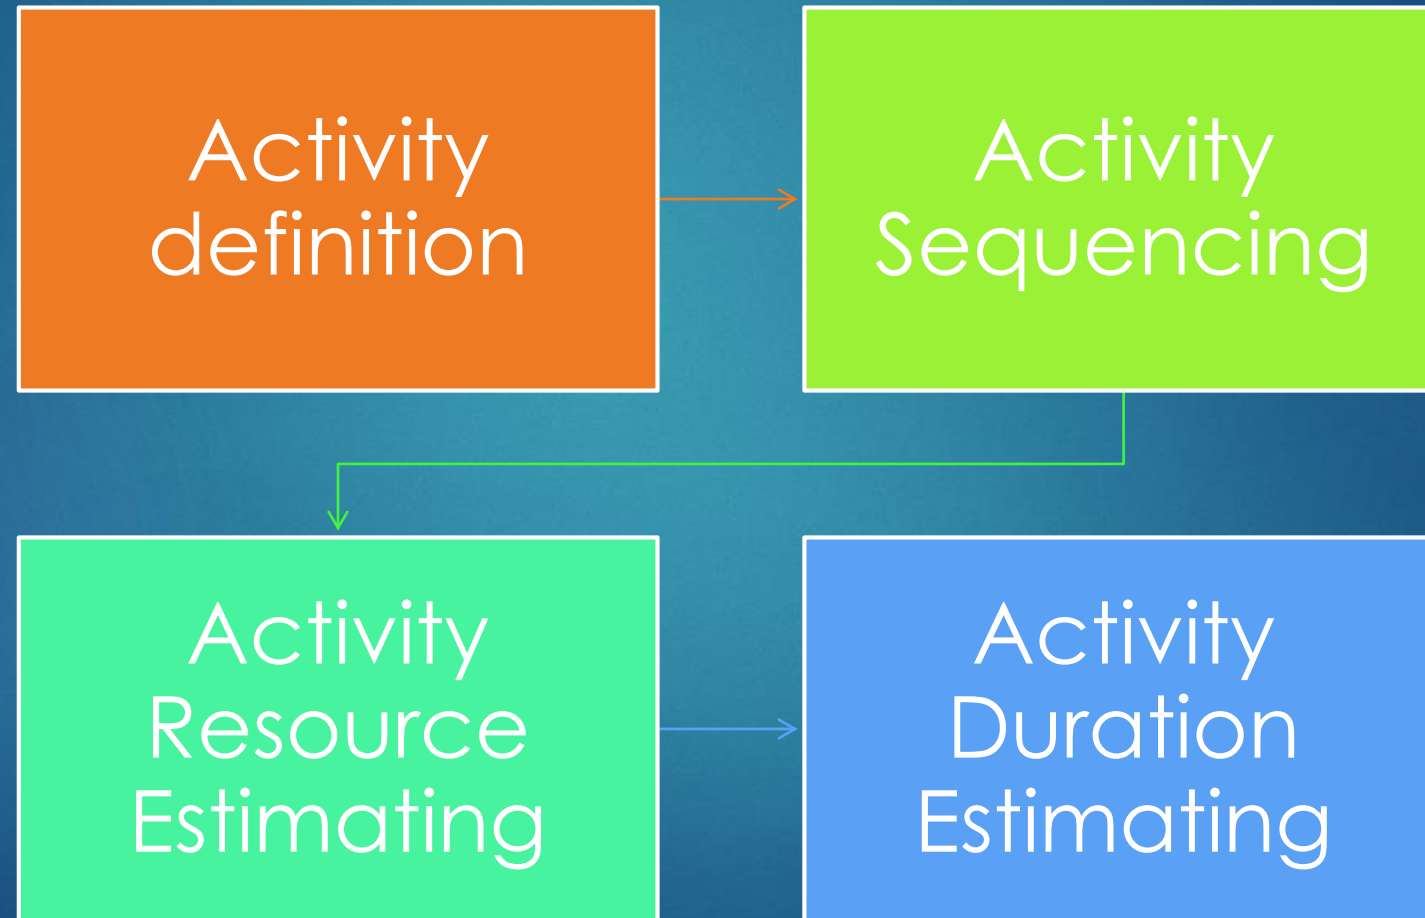 Activity
definition
Activity
Sequencing
Activity
Resource
Estimating
Activity
Duration
Estimating